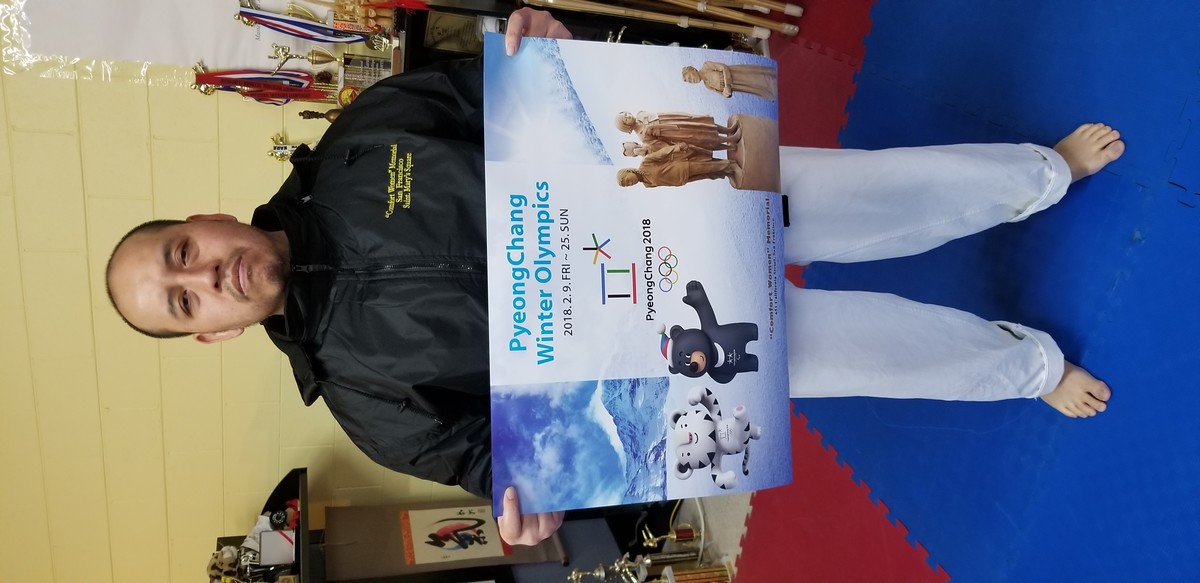 "Comfort Women" Memorial
San Francisco
Saint. Mary's Square
PyeongChang
Winter Olympics
2018. 2. 9. FRI ~ 25. SUN
PyeongChang 2018
"Comfort Women" Memorial